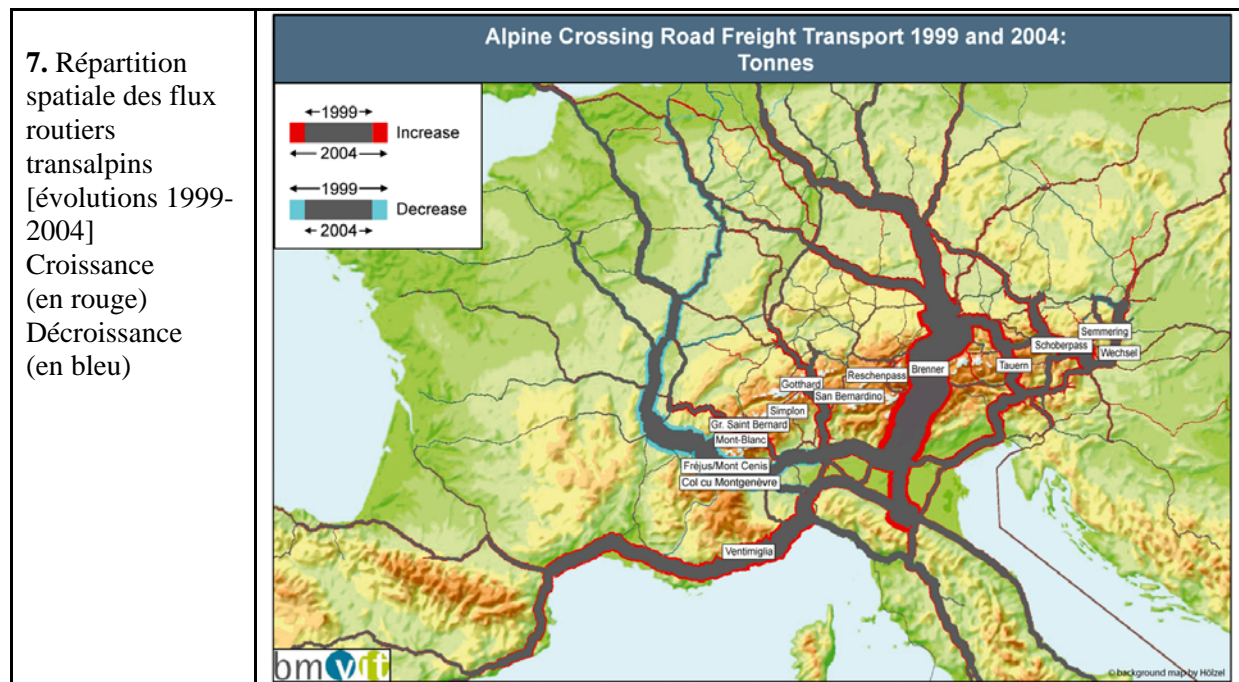 7. Répartition
spatiale des flux
routiers
transalpins
[évolutions 1999-
2004]
Croissance
(en rouge)
Décroissance
(en bleu)
Alpine Crossing Road Freight Transport 1999 and 2004:
Tonnes
1999
Increase
2004
1999
Decrease
2004
Semmering
Schoberpass
Wechsel
Tauern
Brenner
Reschenpass
Gotthard
San Bernardino
Simplon
Gr. Saint Bernard
Mont-Blanc
Fréjus/Mont Cenis
Col cu Montgenèvre
Ventimiglia
bmvit
© background map by Hölzel